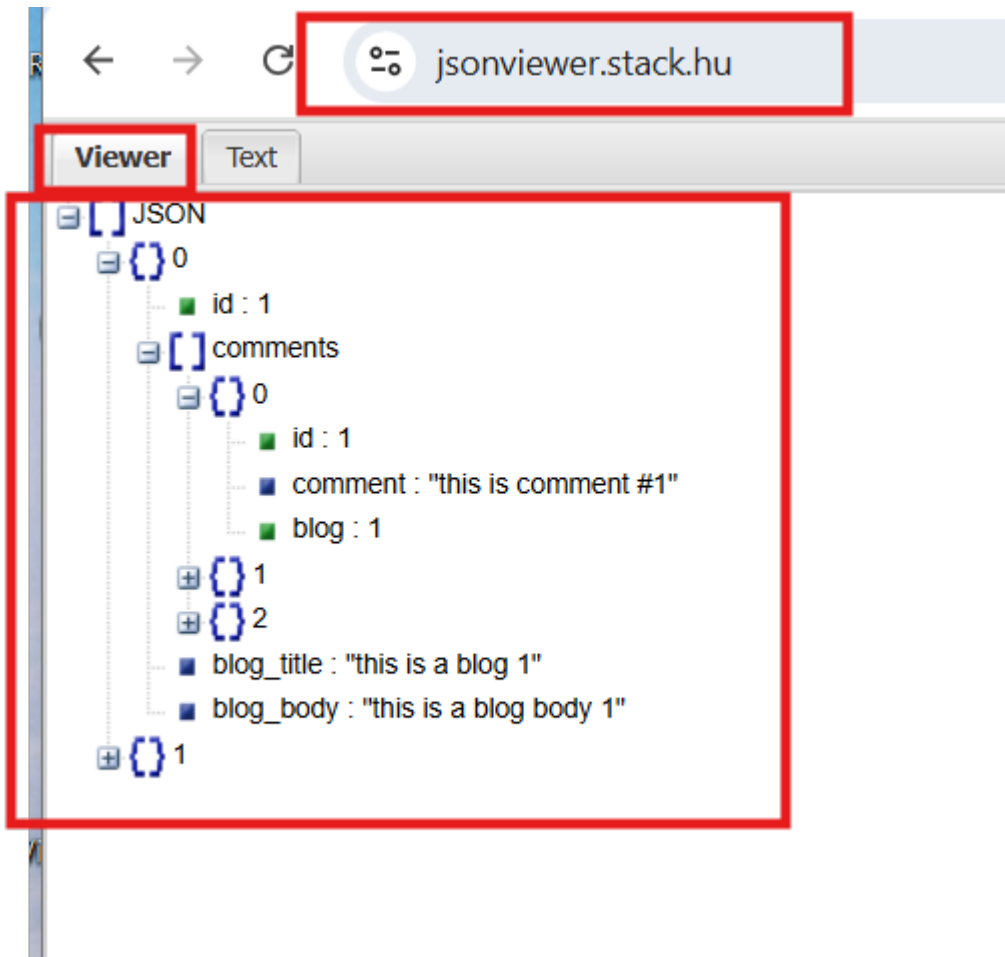 jsonviewer.stack.hu
Viewer Text
[ ] JSON
{} 0
id : 1
[ ] comments
{} 0
id : 1
comment : "this is comment #1"
blog : 1
{} 1
{} 2
blog_title : "this is a blog 1"
blog_body : "this is a blog body 1"
{} 1